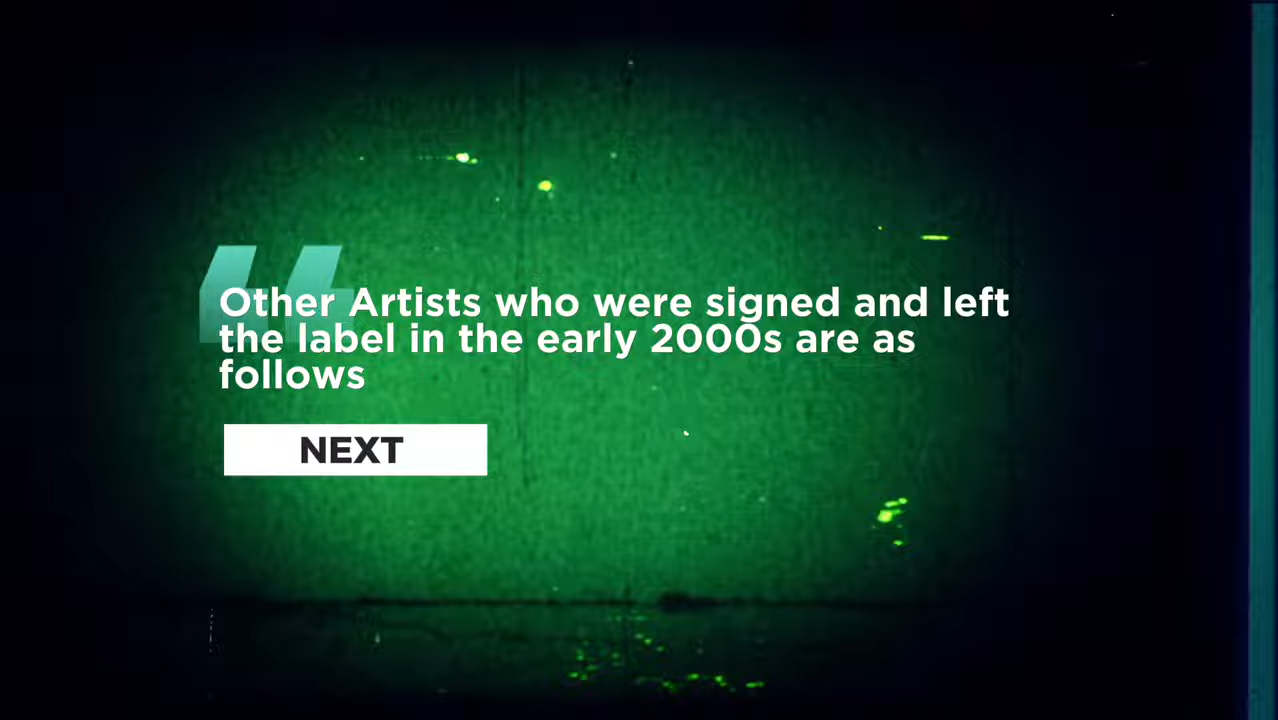 Other Artists who were signed and left
the label in the early 2000s are as
follows
NEXT